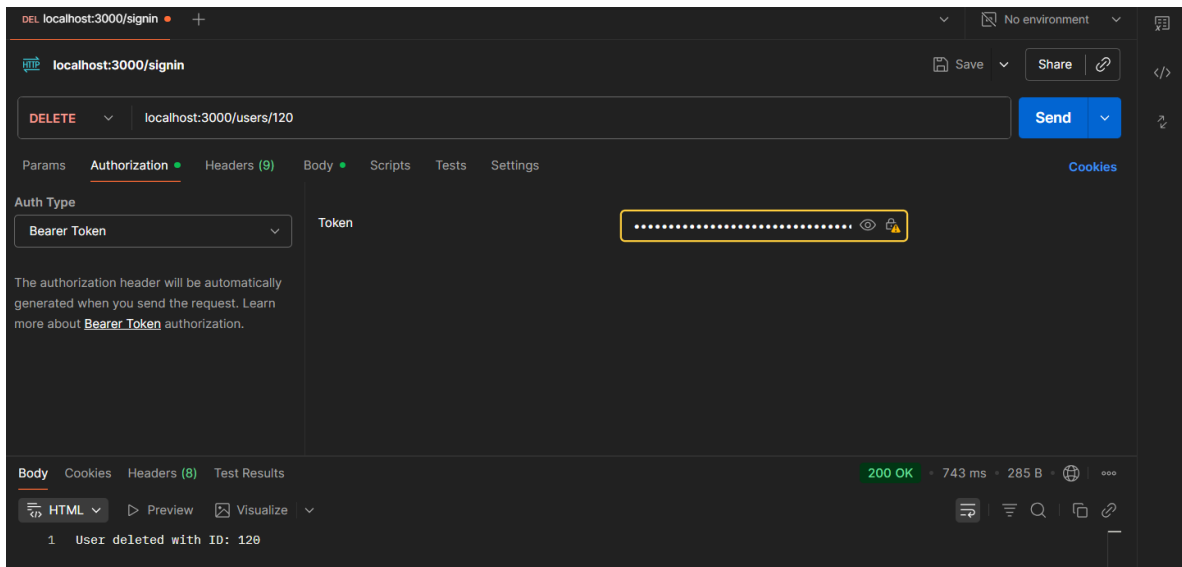 DEL localhost:3000/signin
No environment
HTTP localhost:3000/signin
Save
Share
DELETE
localhost:3000/users/120
Send
Params Authorization Headers (9) Body Scripts Tests Settings
Cookies
Auth Type
Bearer Token
Token
••••••••••••••••••••••••••••••••
The authorization header will be automatically
generated when you send the request. Learn
more about Bearer Token authorization.
Body Cookies Headers (8) Test Results
200 OK • 743 ms • 285 B
HTML Preview Visualize
1 User deleted with ID: 120